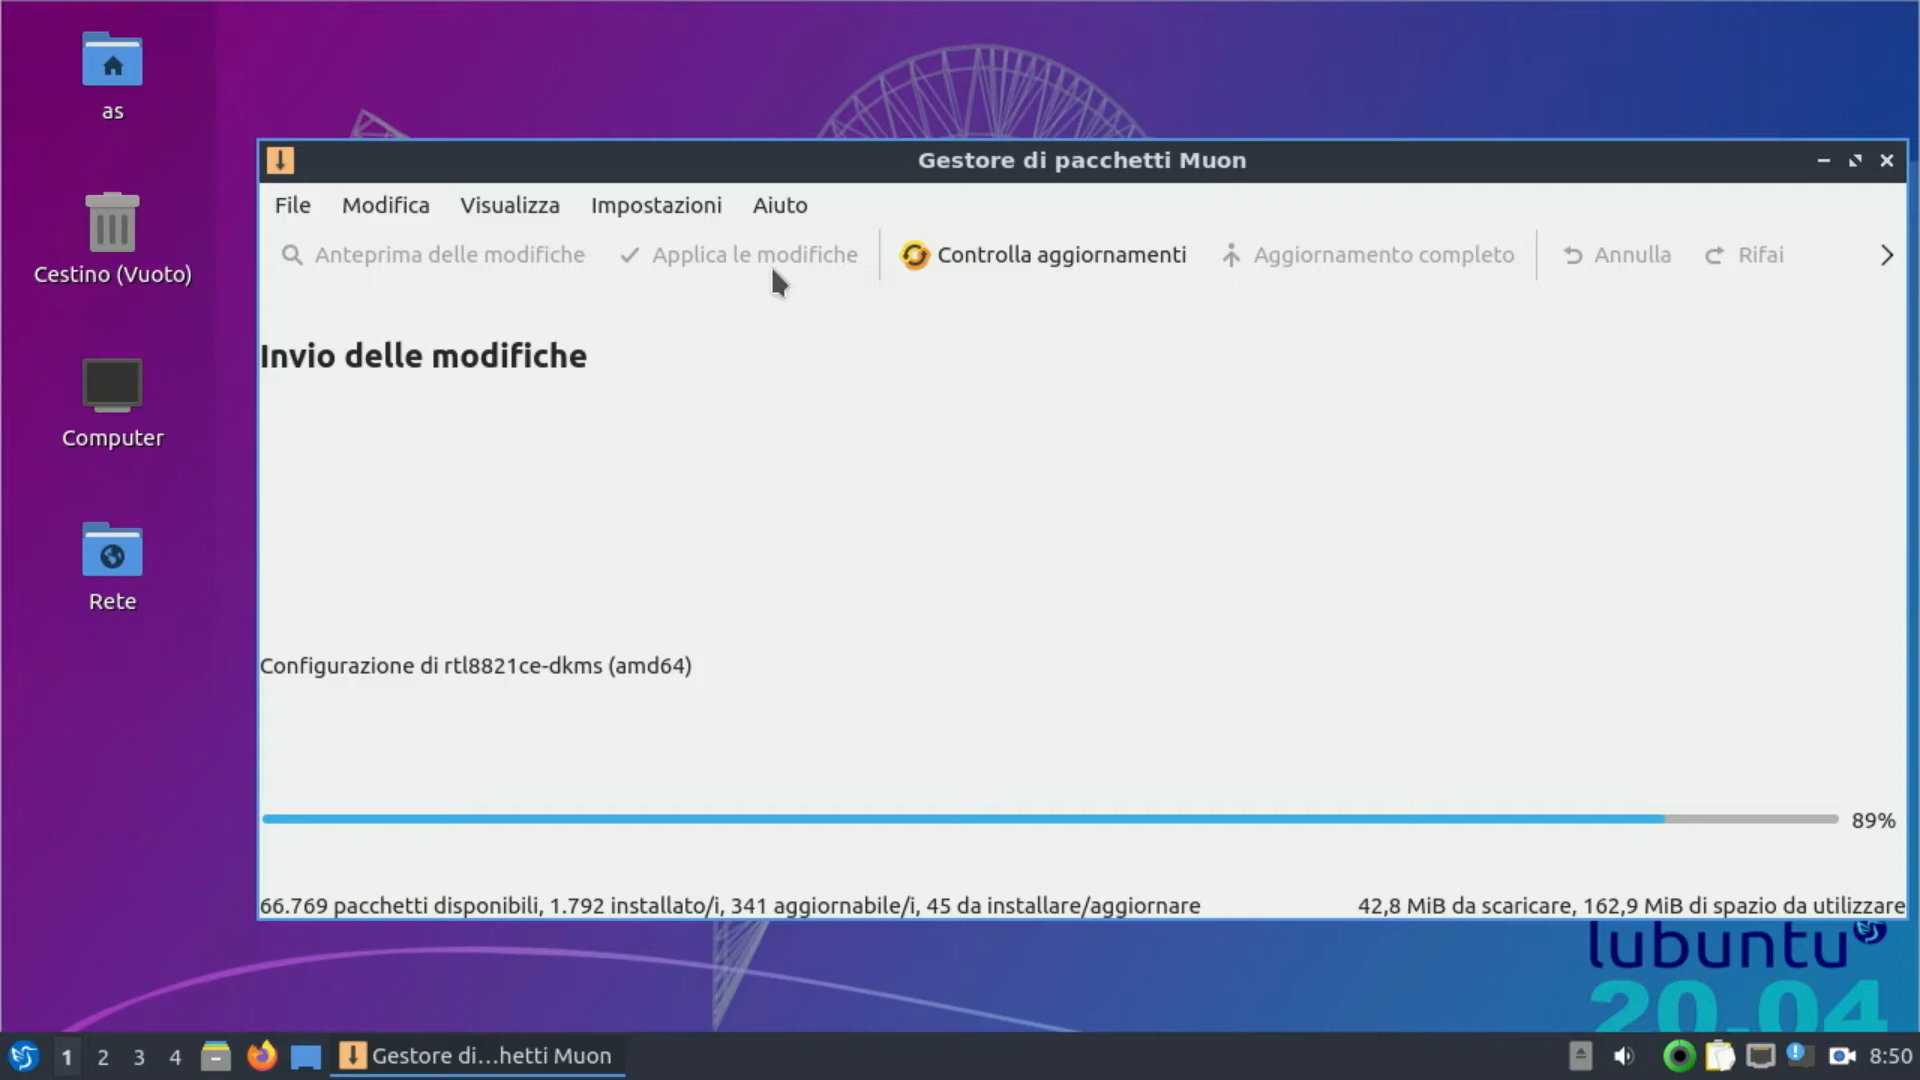 as
Cestino (Vuoto)
Computer
Rete
Gestore di pacchetti Muon
File Modifica Visualizza Impostazioni Aiuto
Anteprima delle modifiche Applica le modifiche Controlla aggiornamenti Aggiornamento completo Annulla Rifai
Invio delle modifiche
Configurazione di rtl8821ce-dkms (amd64)
89%
66.769 pacchetti disponibili, 1.792 installato/i, 341 aggiornabile/i, 45 da installare/aggiornare 42,8 MiB da scaricare, 162,9 MiB di spazio da utilizzare
lubuntu
20.04
1 2 3 4 Gestore di...hetti Muon 8:50